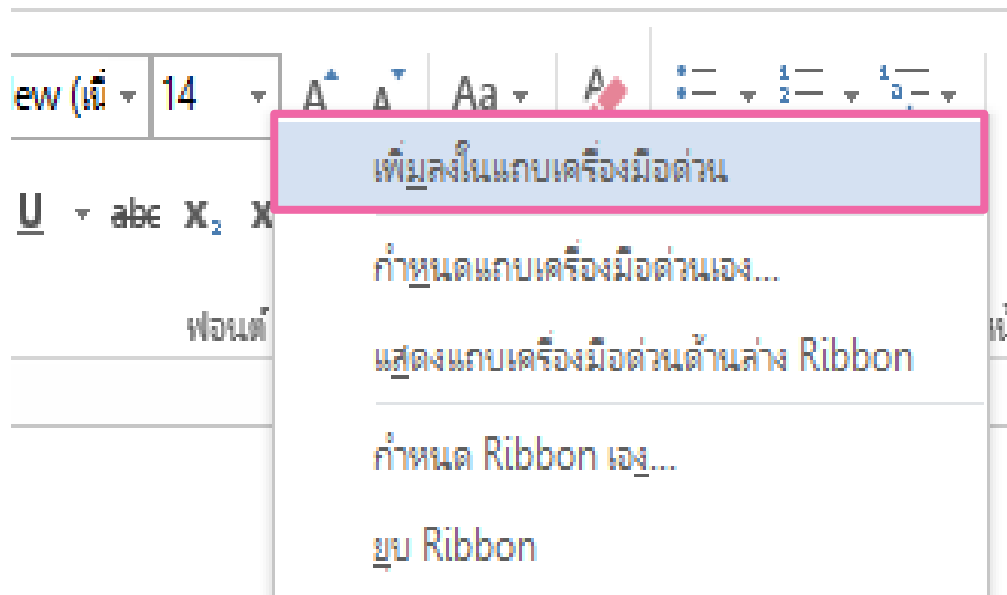 14 Aa
เพิ่มลงในแถบเครื่องมือด่วน
U abc X₂
กำหนดแถบเครื่องมือด่วนเอง...
ฟอนต์
แสดงแถบเครื่องมือด่วนด้านล่าง Ribbon
กำหนด Ribbon เอง...
ยุบ Ribbon